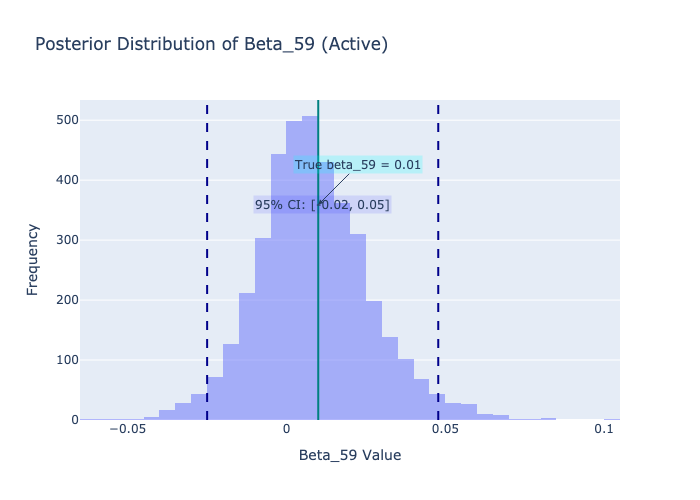 Posterior Distribution of Beta_59 (Active)
500
400
300
200
100
0
Frequency
True beta_59 = 0.01
95% CI: [-0.02, 0.05]
−0.05
0
0.05
0.1
Beta_59 Value